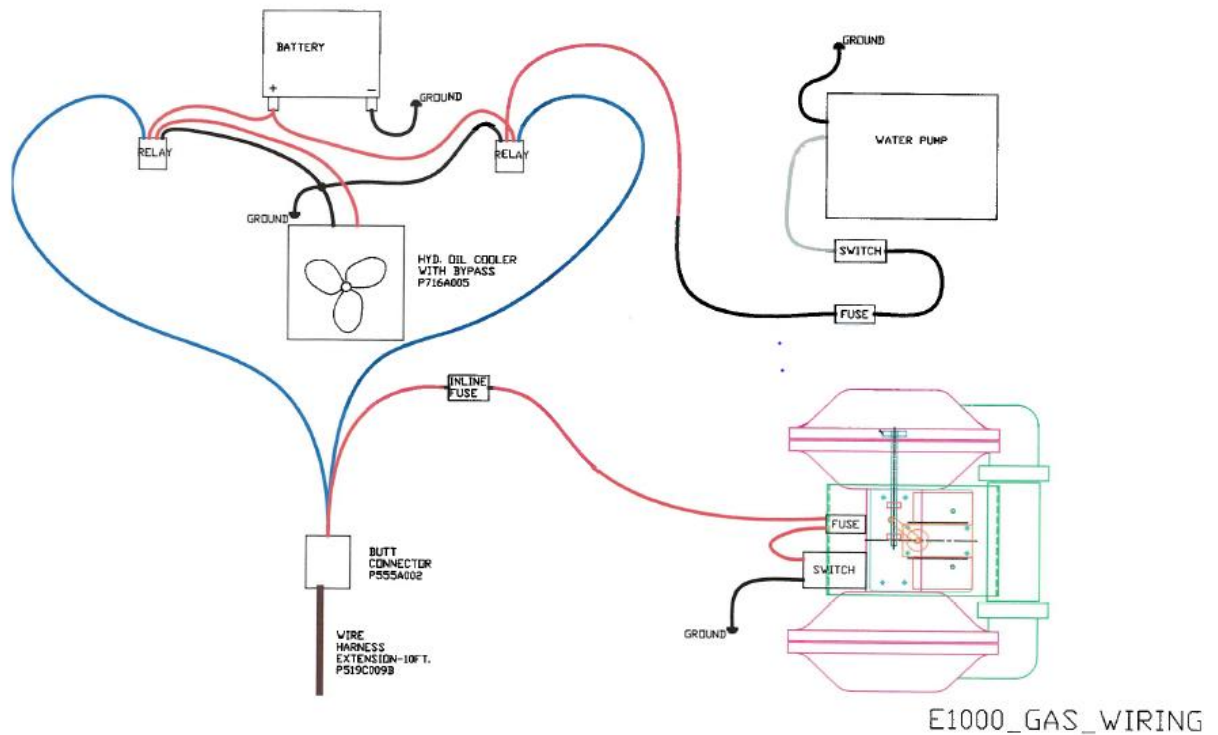 BATTERY
+
-
GROUND
RELAY
RELAY
GROUND
HYD. OIL COOLER
WITH BYPASS
P716A005
GROUND
WATER PUMP
SWITCH
FUSE
INLINE
FUSE
FUSE
SWITCH
GROUND
BUTT
CONNECTOR
P555A002
WIRE
HARNESS
EXTENSION-10FT.
P519C009B
E1000_GAS_WIRING